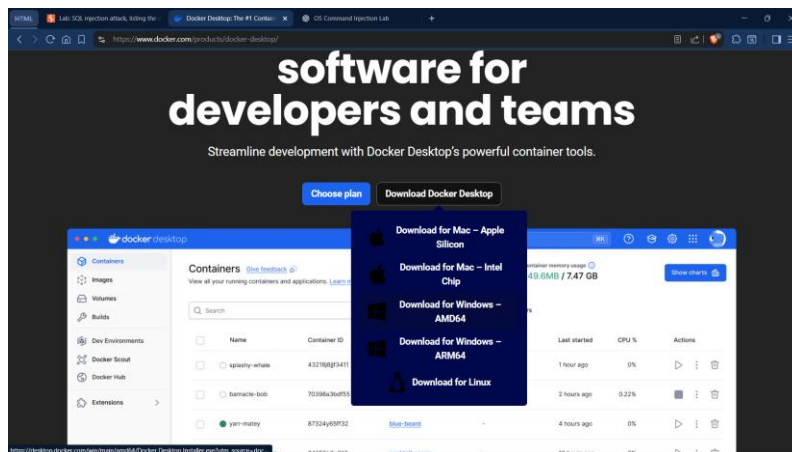 HTML
Lab: SQL injection attack, listing the
Docker Desktop: The #1 Contai
OS Command Injection Lab
https://www.docker.com/products/docker-desktop/
software for
developers and teams
Streamline development with Docker Desktop's powerful container tools.
Choose plan
Download Docker Desktop
Download for Mac – Apple
Silicon
Download for Mac – Intel
Chip
Download for Windows –
AMD64
Download for Windows –
ARM64
Download for Linux
docker desktop
Containers
Images
Volumes
Builds
Dev Environments
Docker Scout
Docker Hub
Extensions
Containers Give feedback
View all your running containers and applications. Learn
container memory usage
49.6MB / 7.47 GB
Show charts
Search
Name Container ID Last started CPU % Actions
splashy-whale 1 hour ago 0%
barnacle-bob 2 hours ago 0.22%
yarr-matey 87324y65ff32 blue-beard - 4 hours ago 0%